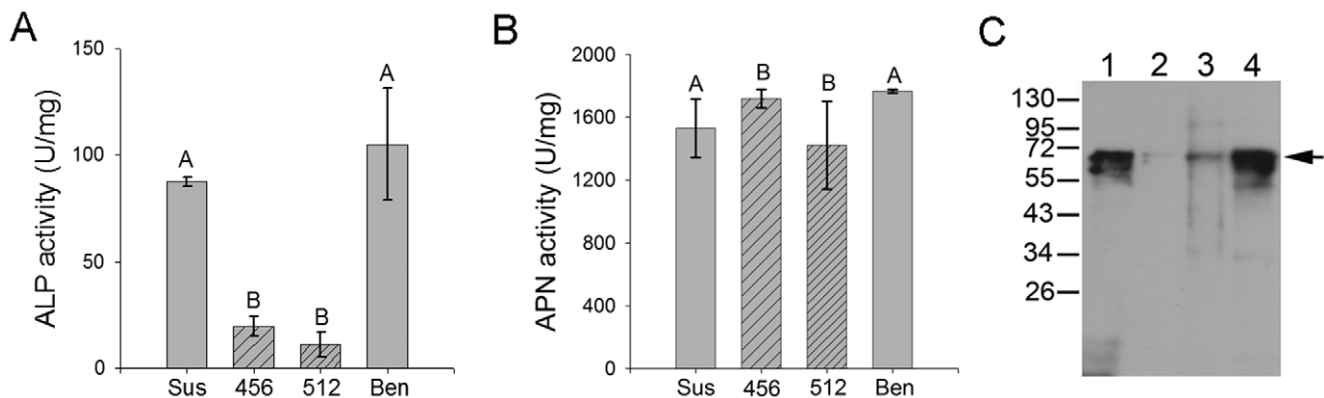 A
ALP activity (U/mg)
150
100
50
0
A
B
B
A
Sus 456 512 Ben
B
APN activity (U/mg)
2000
1600
1200
800
400
0
A
B
B
A
Sus 456 512 Ben
C
1 2 3 4
130
95
72
55
43
34
26